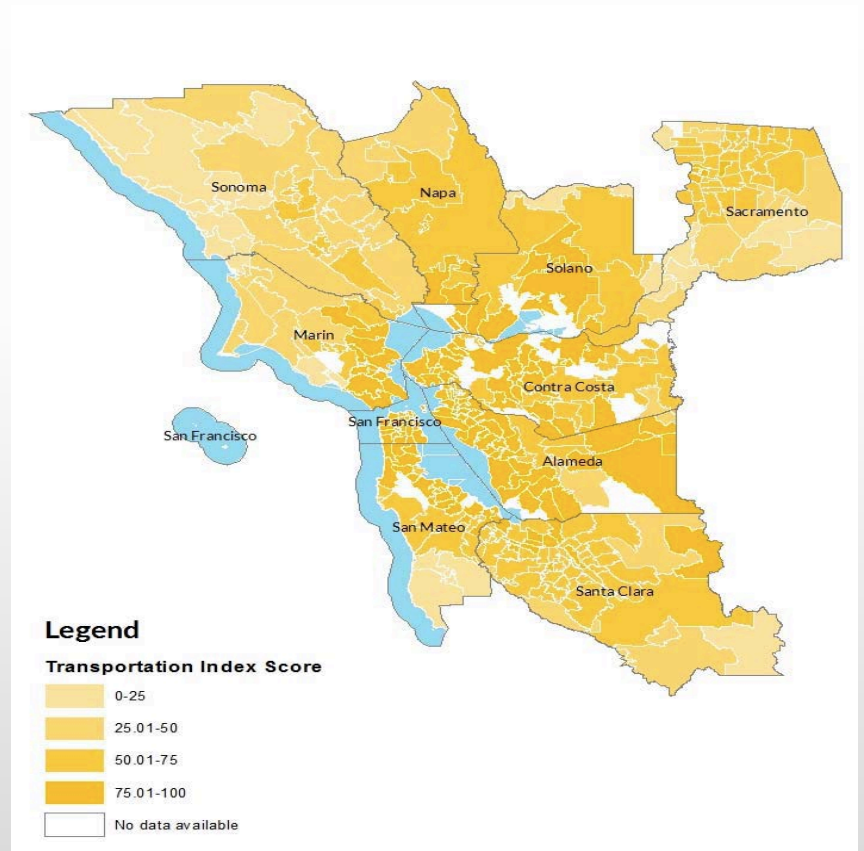 Sonoma
Napa
Sacramento
Solano
Marin
Contra Costa
San Francisco
San Francisco
Alameda
San Mateo
Santa Clara
Legend
Transportation Index Score
0-25
25.01-50
50.01-75
75.01-100
No data available